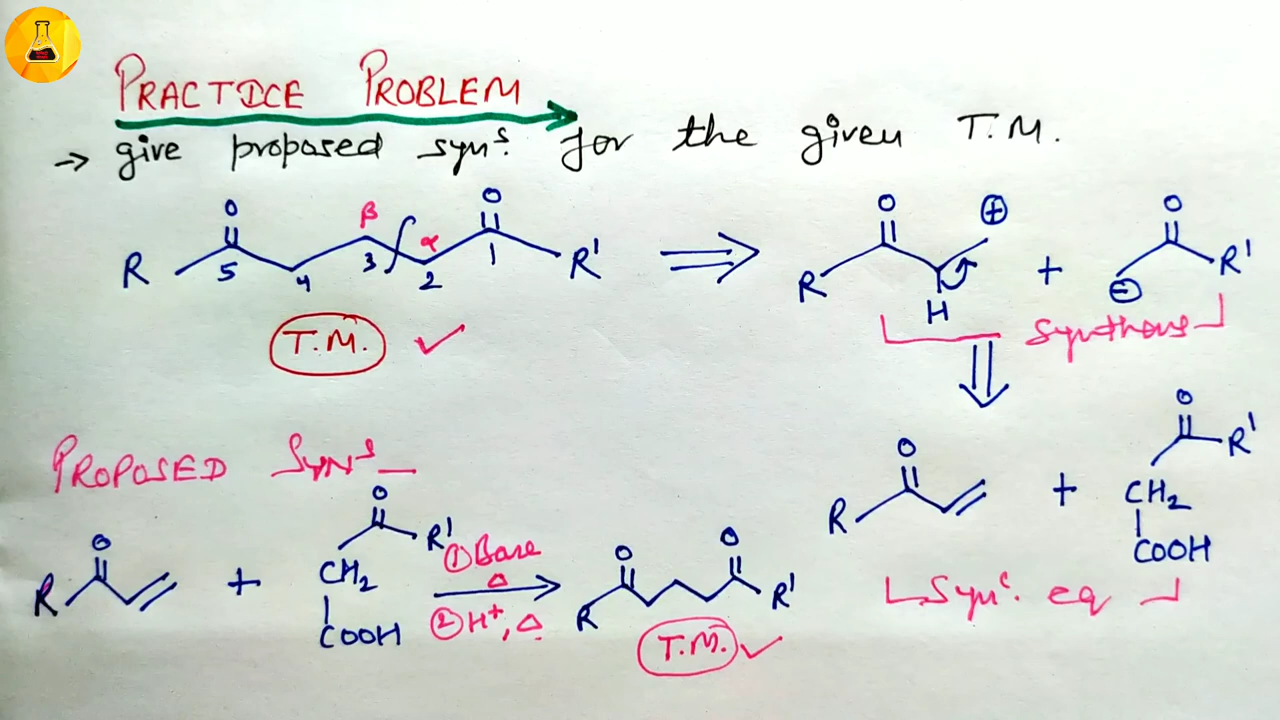 PRACTICE PROBLEM
→ give proposed synˢ. for the given T.M.
O O O ⊕ O
β α
R 5 4 3 2 1 R' ⟹ R H + ⊖ R'
T.M. ✓ Synthons
O O R'
PROPOSED SYNˢ
R + CH₂
COOH
Synᶜ. eq
O O R' ① Base Δ O O
R + CH₂ ② H⁺, Δ R R'
COOH
T.M. ✓